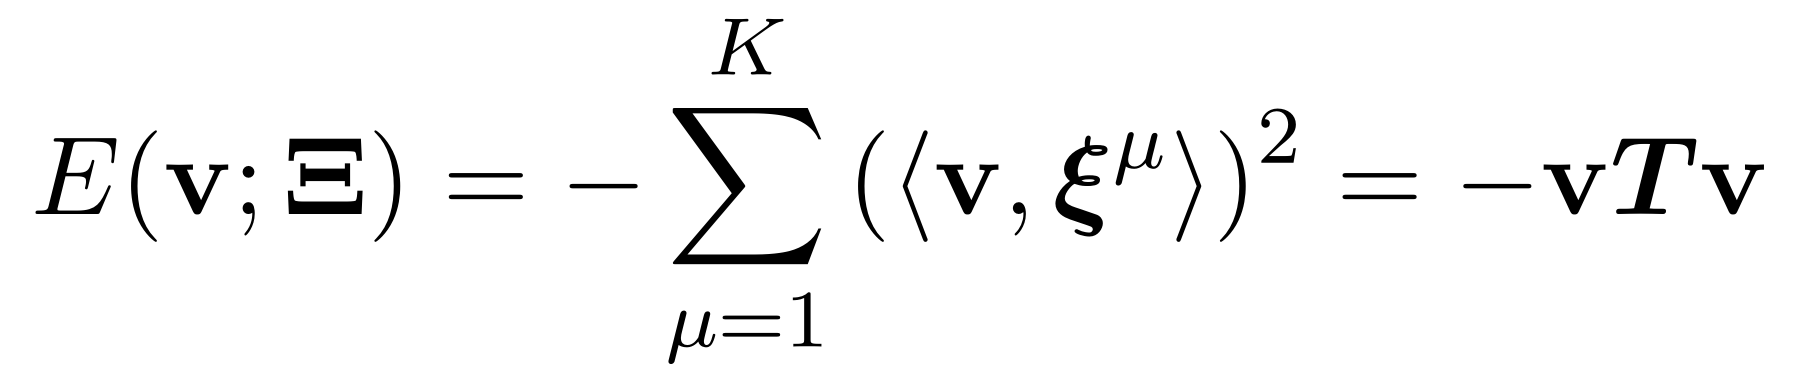 E(𝐯; 𝚵) = −∑_{μ=1}^{K} (⟨𝐯, 𝛏^μ⟩)² = −𝐯𝑻𝐯